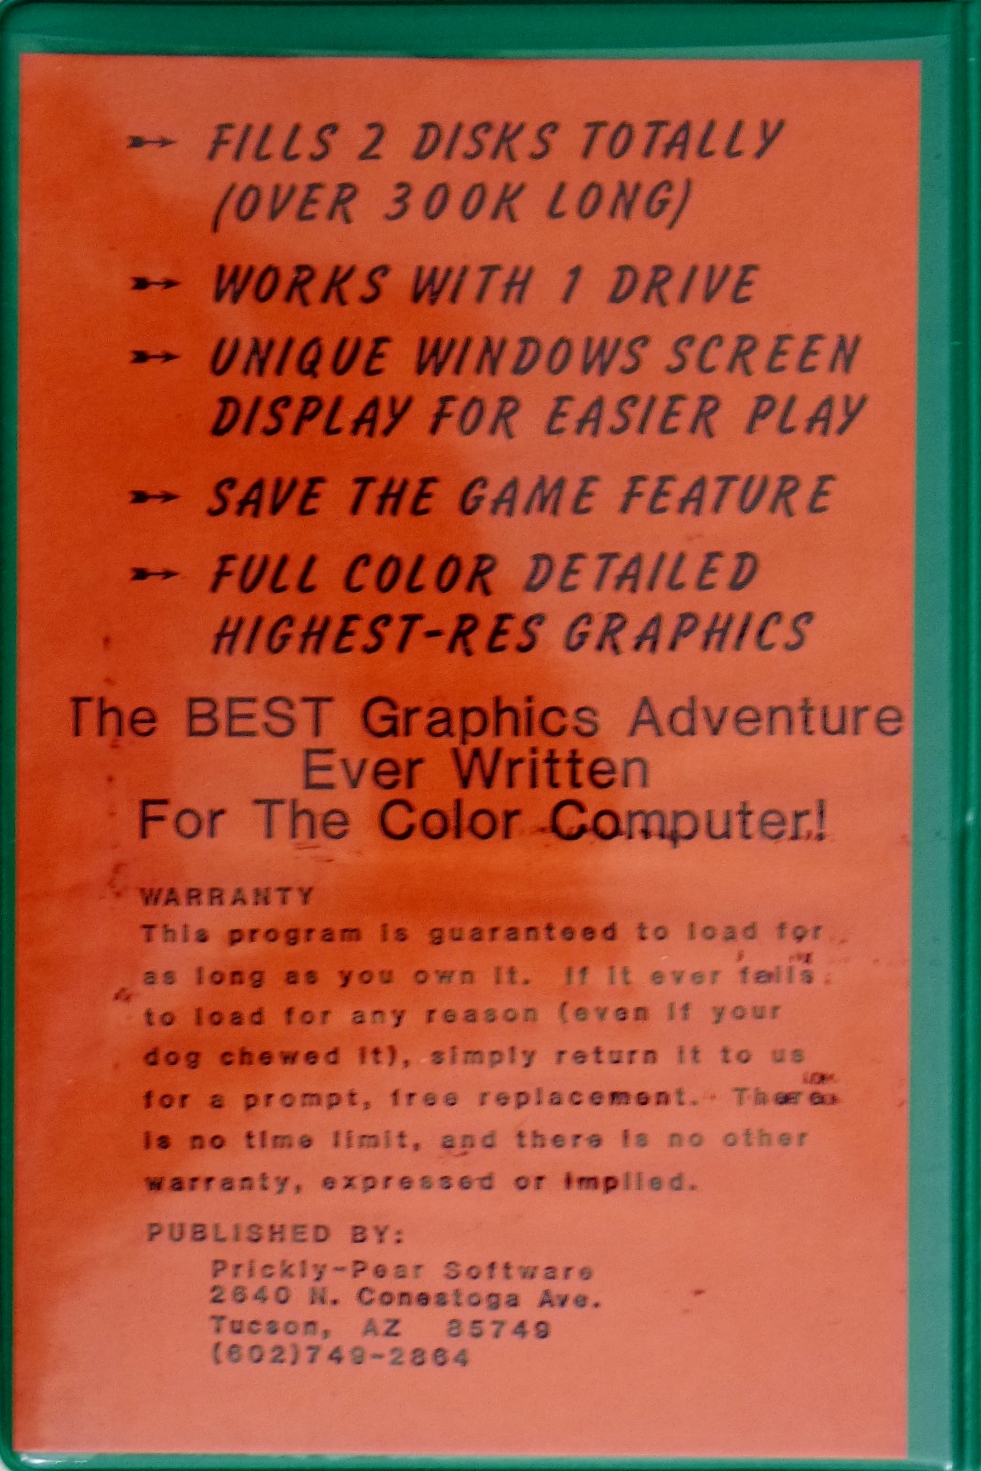 FILLS 2 DISKS TOTALLY
(OVER 300K LONG)
WORKS WITH 1 DRIVE
UNIQUE WINDOWS SCREEN
DISPLAY FOR EASIER PLAY
SAVE THE GAME FEATURE
FULL COLOR DETAILED
HIGHEST-RES GRAPHICS
The BEST Graphics Adventure
Ever Written
For The Color Computer!
WARRANTY
This program is guaranteed to load for
as long as you own it. If it ever fails
to load for any reason (even if your
dog chewed it), simply return it to us
for a prompt, free replacement. There
is no time limit, and there is no other
warranty, expressed or implied.
PUBLISHED BY:
Prickly-Pear Software
2640 N. Conestoga Ave.
Tucson, AZ 85749
(602)749-2864